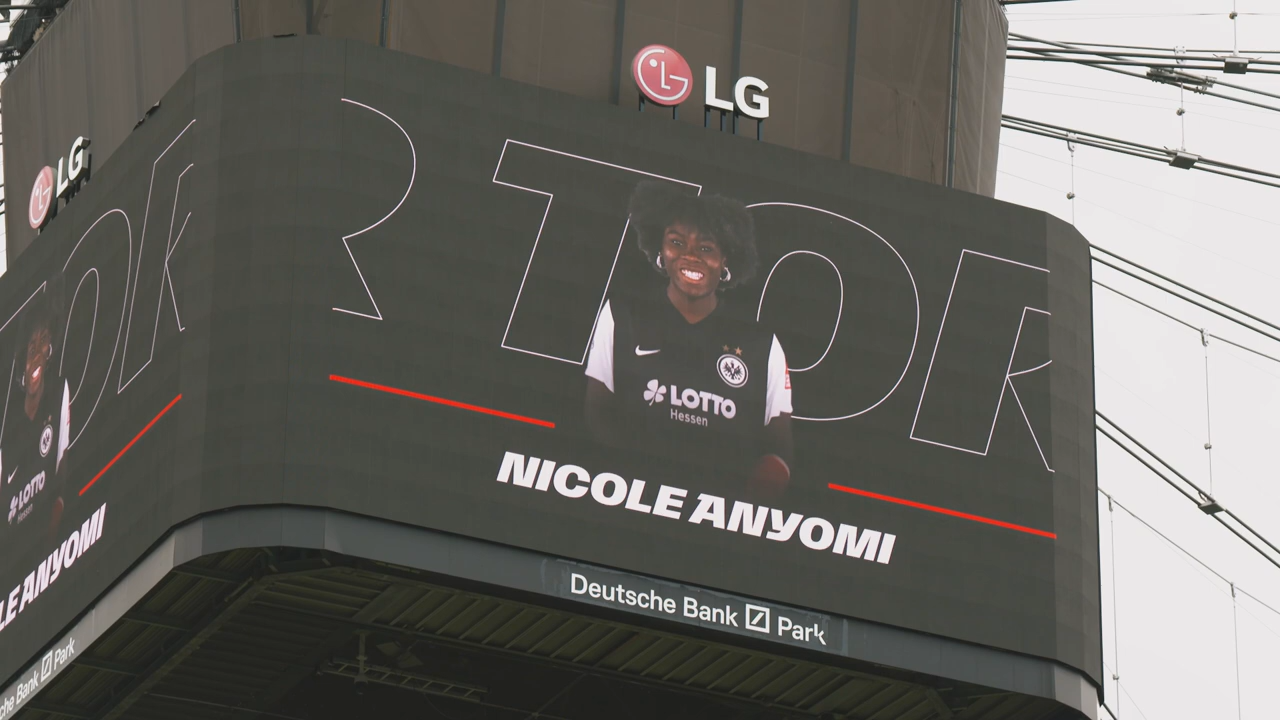 LG
LG
TOR
TOR
LOTTO
Hessen
LOTTO
NICOLE ANYOMI
LE ANYOMI
Deutsche Bank Park
che Bank Park